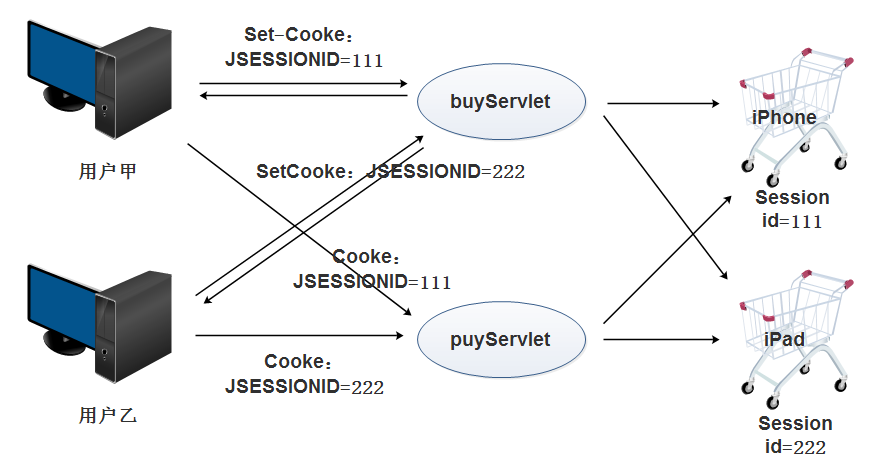 Set-Cooke：
JSESSIONID=111
buyServlet
iPhone
用户甲
SetCooke：JSESSIONID=222
Session
id=111
Cooke：
JSESSIONID=111
puyServlet
iPad
Cooke：
JSESSIONID=222
用户乙
Session
id=222